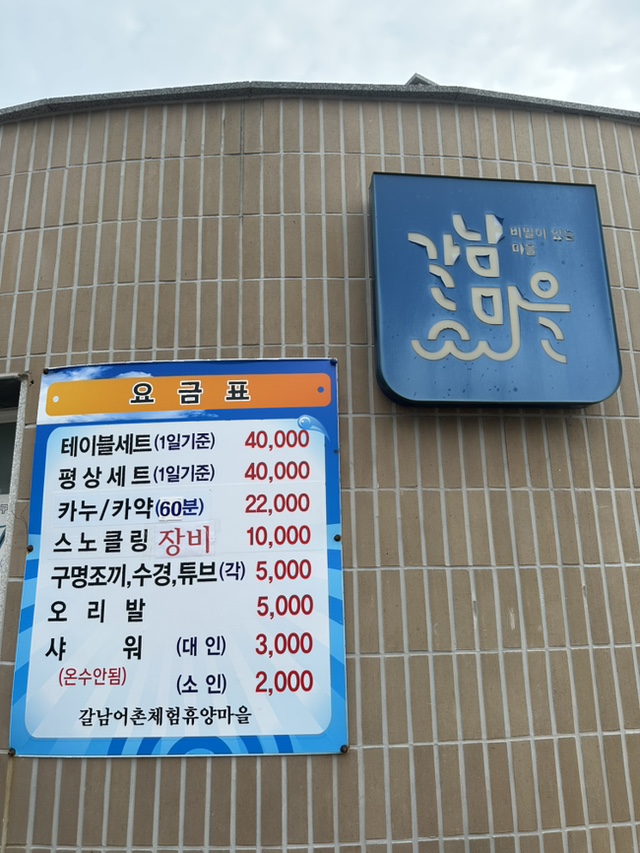 비밀이 있는
마을
갈남
마을
요금표
테이블세트(1일기준) 40,000
평상세트(1일기준) 40,000
카누/카약(60분) 22,000
스노클링 장비 10,000
구명조끼,수경,튜브(각) 5,000
오리발 5,000
샤워 (대인) 3,000
(온수안됨)
(소인) 2,000
갈남어촌체험휴양마을